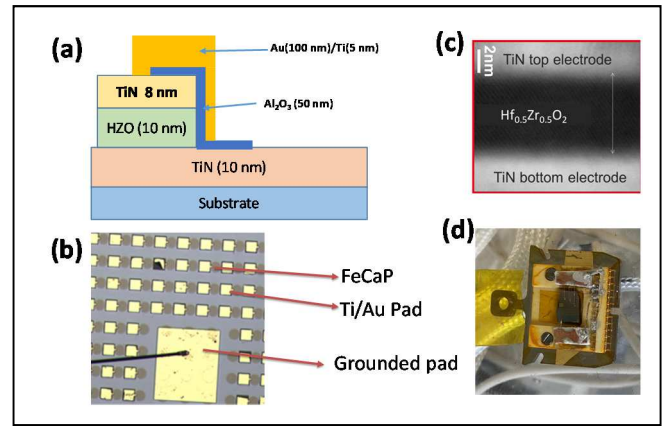 (a)
Au(100 nm)/Ti(5 nm)
TiN 8 nm
Al₂O₃ (50 nm)
HZO (10 nm)
TiN (10 nm)
Substrate
(b)
FeCaP
Ti/Au Pad
Grounded pad
(c)
2nm
TiN top electrode
Hf₀.₅Zr₀.₅O₂
TiN bottom electrode
(d)